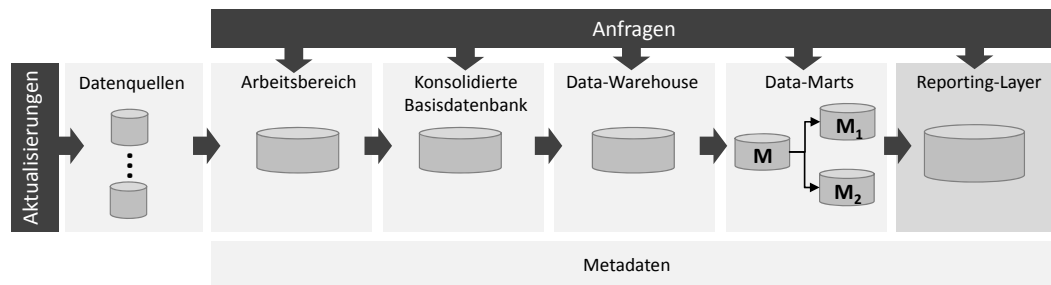 Anfragen
Aktualisierungen
Datenquellen
Arbeitsbereich
Konsolidierte
Basisdatenbank
Data-Warehouse
Data-Marts
Reporting-Layer
M
M₁
M₂
Metadaten